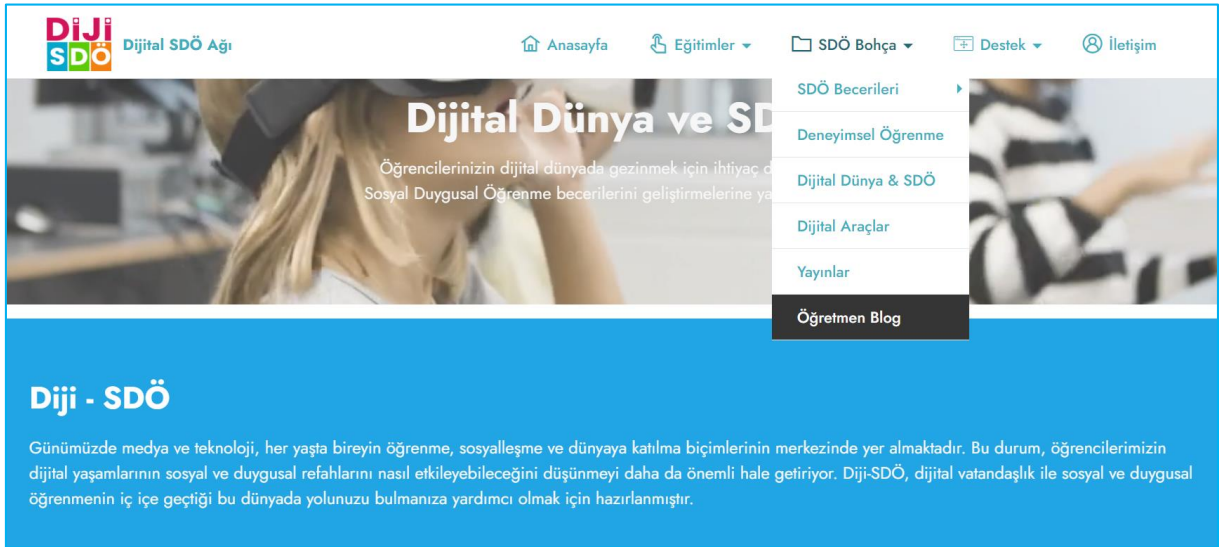 DiJi
SDÖ
Dijital SDÖ Ağı
Anasayfa
Eğitimler
SDÖ Bohça
Destek
İletişim
SDÖ Becerileri
Deneyimsel Öğrenme
Dijital Dünya & SDÖ
Dijital Araçlar
Yayınlar
Öğretmen Blog
Dijital Dünya ve SD
Öğrencilerinizin dijital dünyada gezinmek için ihtiyaç d
Sosyal Duygusal Öğrenme becerilerini geliştirmelerine ya
Diji - SDÖ
Günümüzde medya ve teknoloji, her yaşta bireyin öğrenme, sosyalleşme ve dünyaya katılma biçimlerinin merkezinde yer almaktadır. Bu durum, öğrencilerimizin
dijital yaşamlarının sosyal ve duygusal refahlarını nasıl etkileyebileceğini düşünmeyi daha da önemli hale getiriyor. Diji-SDÖ, dijital vatandaşlık ile sosyal ve duygusal
öğrenmenin iç içe geçtiği bu dünyada yolunuzu bulmanıza yardımcı olmak için hazırlanmıştır.